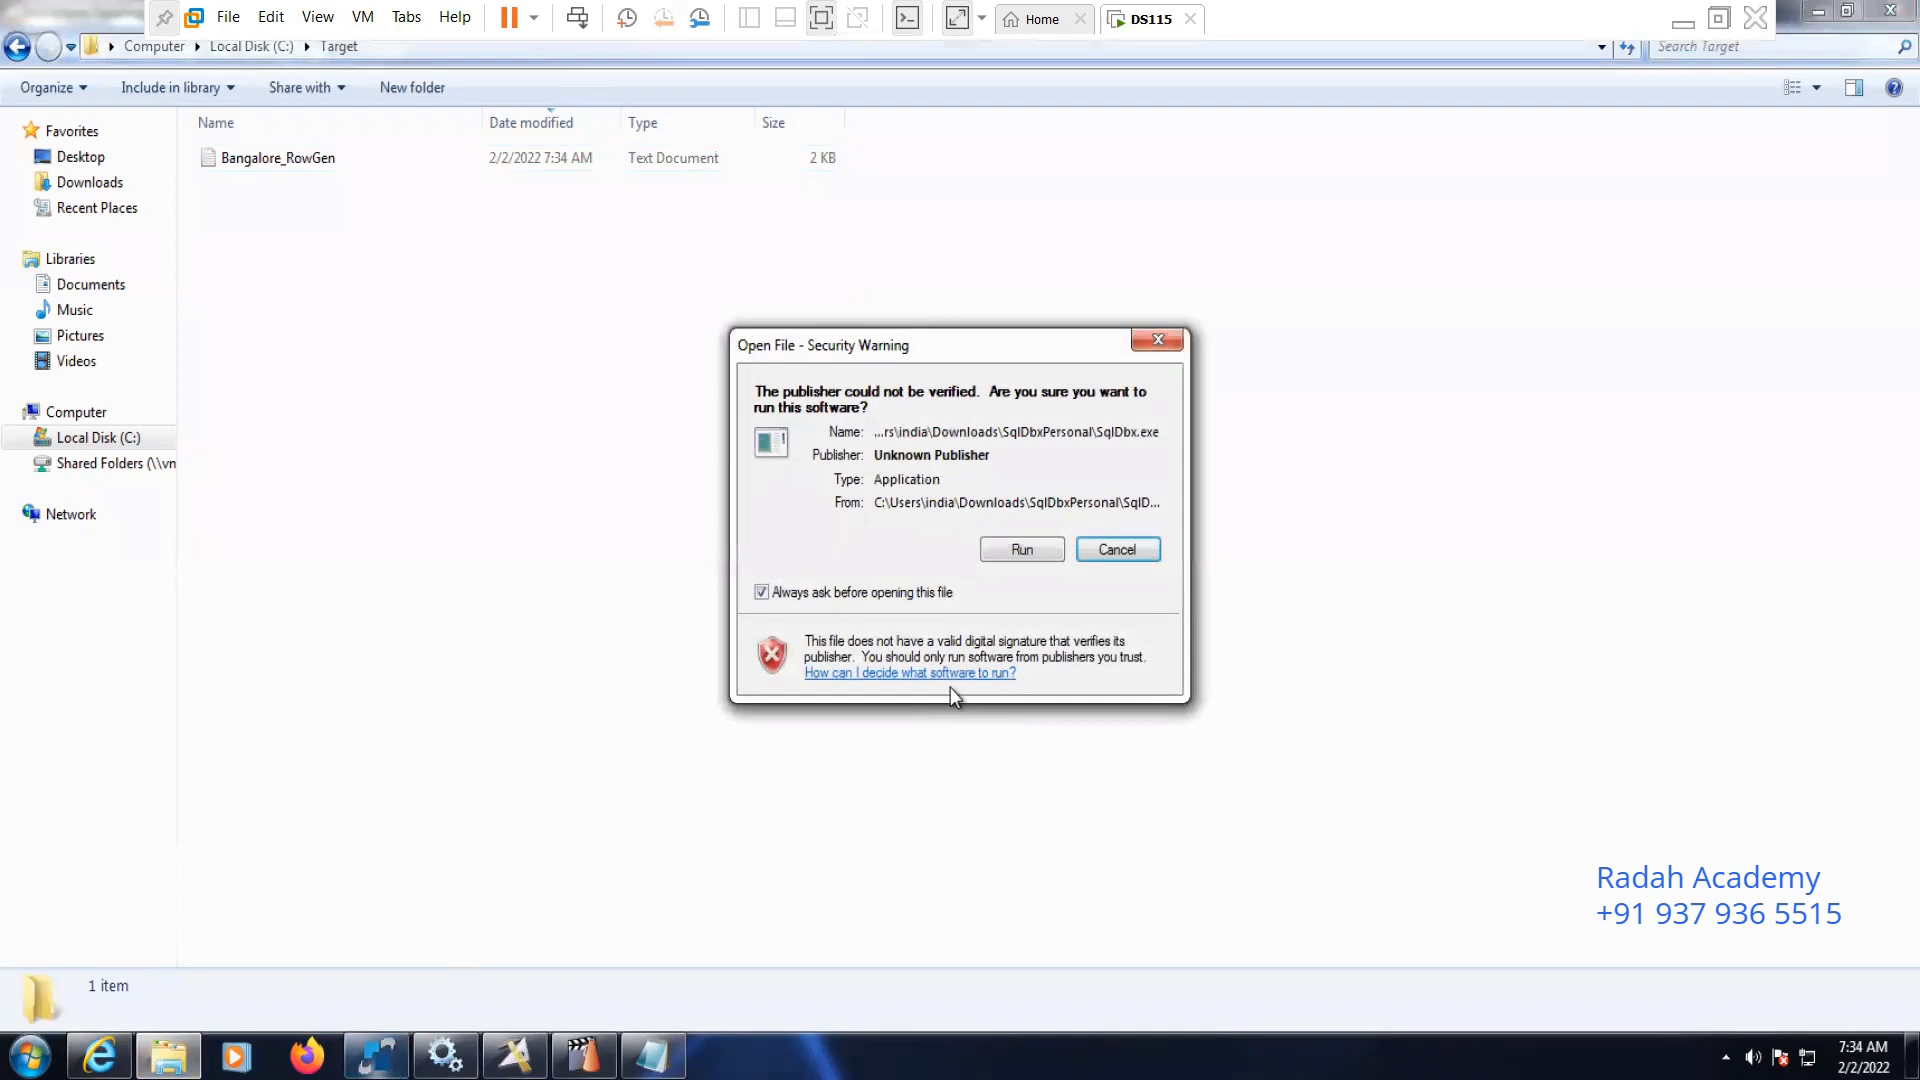 File Edit View VM Tabs Help
Home
DS115
Computer Local Disk (C:) Target
Search Target
Organize Include in library Share with New folder
Name Date modified Type Size
Bangalore_RowGen 2/2/2022 7:34 AM Text Document 2 KB
Favorites
Desktop
Downloads
Recent Places
Libraries
Documents
Music
Pictures
Videos
Computer
Local Disk (C:)
Shared Folders (\\vn
Network
Open File - Security Warning
The publisher could not be verified. Are you sure you want to
run this software?
Name: ...rs\india\Downloads\SqlDbxPersonal\SqlDbx.exe
Publisher: Unknown Publisher
Type: Application
From: C:\Users\india\Downloads\SqlDbxPersonal\SqlD...
Run Cancel
Always ask before opening this file
This file does not have a valid digital signature that verifies its
publisher. You should only run software from publishers you trust.
How can I decide what software to run?
Radah Academy
+91 937 936 5515
1 item
7:34 AM
2/2/2022